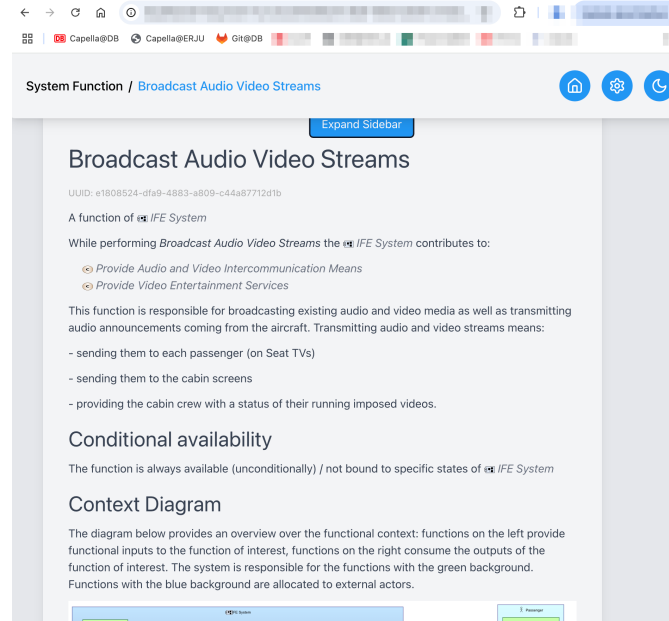 DB Capella@DB Capella@ERJU Git@DB
System Function / Broadcast Audio Video Streams
Expand Sidebar
Broadcast Audio Video Streams
UUID: e1808524-dfa9-4883-a809-c44a87712d1b
A function of IFE System
While performing Broadcast Audio Video Streams the IFE System contributes to:
Provide Audio and Video Intercommunication Means
Provide Video Entertainment Services
This function is responsible for broadcasting existing audio and video media as well as transmitting
audio announcements coming from the aircraft. Transmitting audio and video streams means:
- sending them to each passenger (on Seat TVs)
- sending them to the cabin screens
- providing the cabin crew with a status of their running imposed videos.
Conditional availability
The function is always available (unconditionally) / not bound to specific states of IFE System
Context Diagram
The diagram below provides an overview over the functional context: functions on the left provide
functional inputs to the function of interest, functions on the right consume the outputs of the
function of interest. The system is responsible for the functions with the green background.
Functions with the blue background are allocated to external actors.
IFE System Passenger